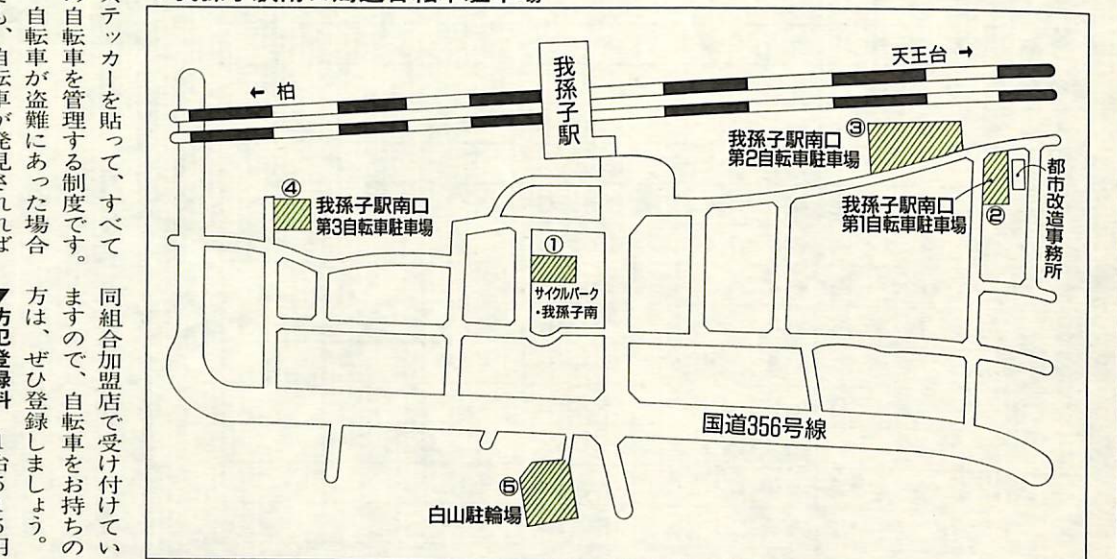 ← 柏
我孫子駅
天王台 →
③
我孫子駅南口
第2自転車駐車場
我孫子駅南口
第1自転車駐車場
②
都市改造事務所
④
我孫子駅南口
第3自転車駐車場
①
サイクルパーク
・我孫子南
国道356号線
⑤
白山駐輪場
テッカーを貼って、すべて
自転車を管理する制度です。
自転車が盗難にあった場合
も、自転車が発見されれば
同組合加盟店で受け付けてい
ますので、自転車をお持ちの
方は、ぜひ登録しましょう。
▼防犯登録料